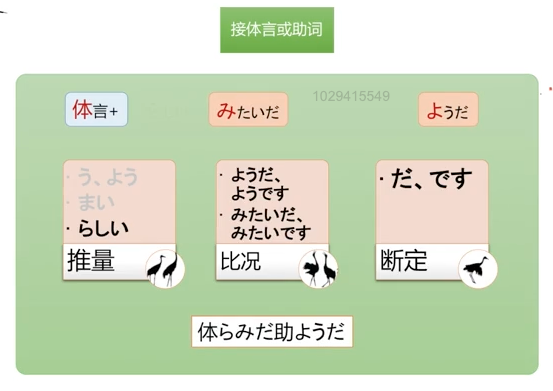 接体言或助词
1029415549
体言+
みたいだ
ようだ
· う、よう
· まい
· らしい
推量
· ようだ、
ようです
· みたいだ、
みたいです
比况
· だ、です
断定
体らみだ助ようだ